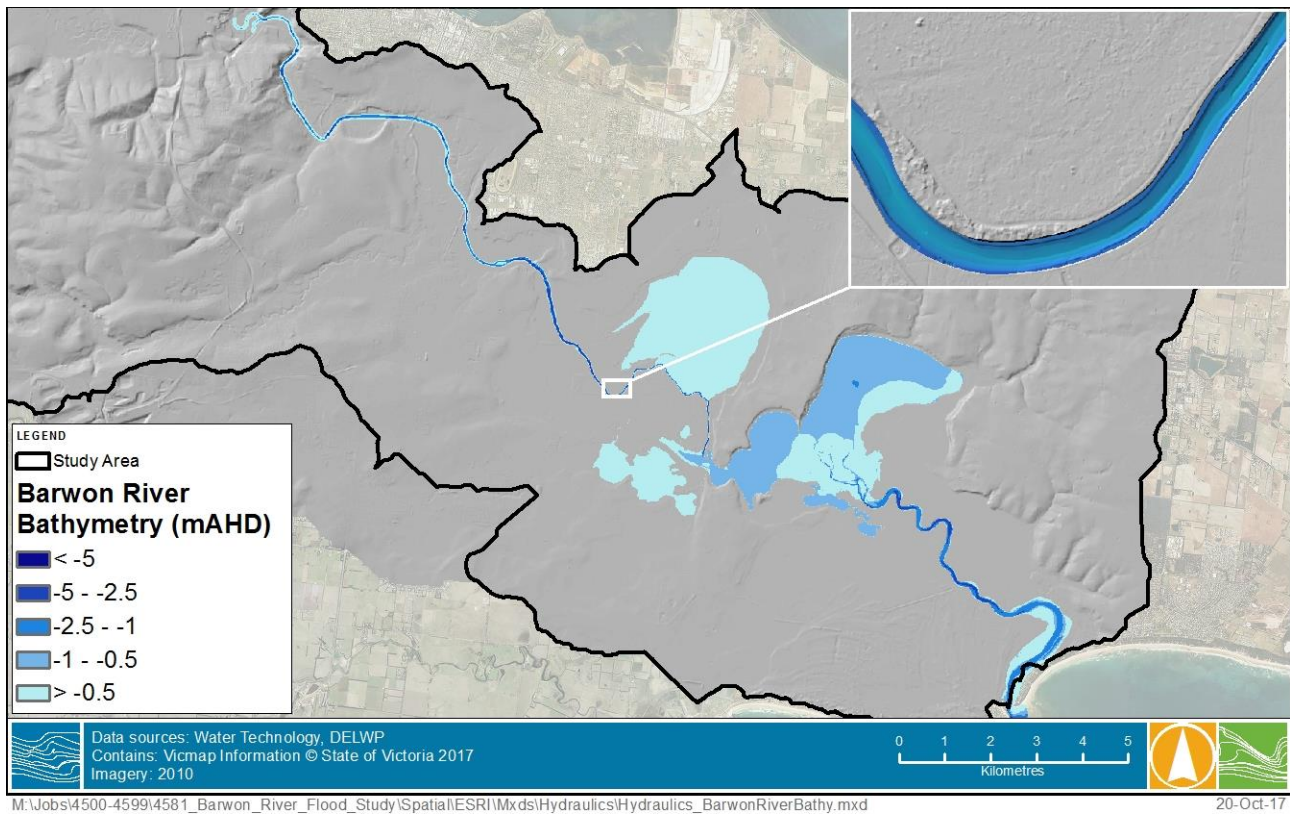 LEGEND
Study Area
Barwon River
Bathymetry (mAHD)
< -5
-5 - -2.5
-2.5 - -1
-1 - -0.5
> -0.5
Data sources: Water Technology, DELWP
Contains: Vicmap Information © State of Victoria 2017
Imagery: 2010
0 1 2 3 4 5
Kilometres
M:\Jobs\4500-4599\4581_Barwon_River_Flood_Study\Spatial\ESRI\Mxds\Hydraulics\Hydraulics_BarwonRiverBathy.mxd
20-Oct-17